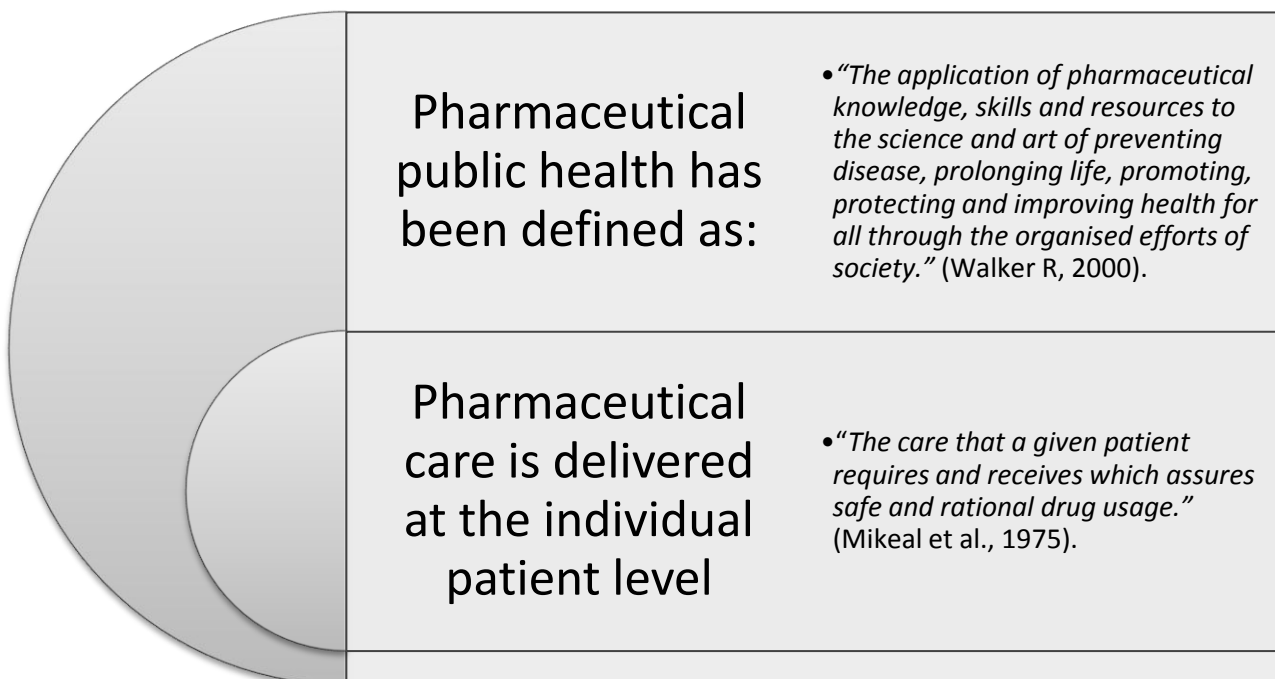 Pharmaceutical
public health has
been defined as:
•“The application of pharmaceutical
knowledge, skills and resources to
the science and art of preventing
disease, prolonging life, promoting,
protecting and improving health for
all through the organised efforts of
society.” (Walker R, 2000).
Pharmaceutical
care is delivered
at the individual
patient level
•“The care that a given patient
requires and receives which assures
safe and rational drug usage.”
(Mikeal et al., 1975).